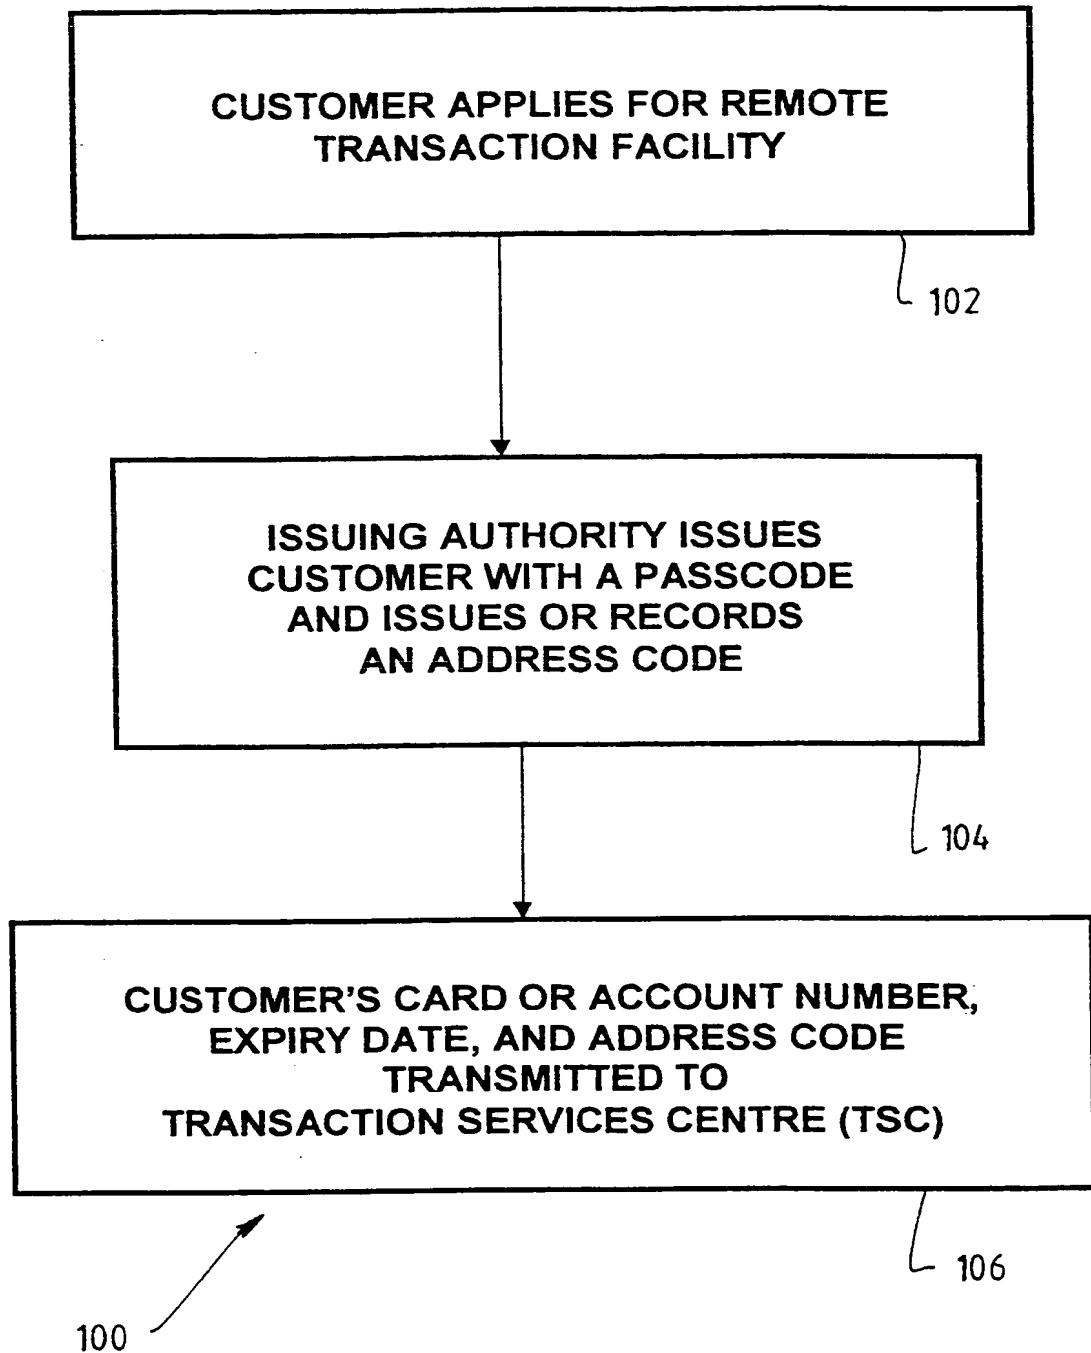 CUSTOMER APPLIES FOR REMOTE
TRANSACTION FACILITY
102
ISSUING AUTHORITY ISSUES
CUSTOMER WITH A PASSCODE
AND ISSUES OR RECORDS
AN ADDRESS CODE
104
CUSTOMER'S CARD OR ACCOUNT NUMBER,
EXPIRY DATE, AND ADDRESS CODE
TRANSMITTED TO
TRANSACTION SERVICES CENTRE (TSC)
106
100